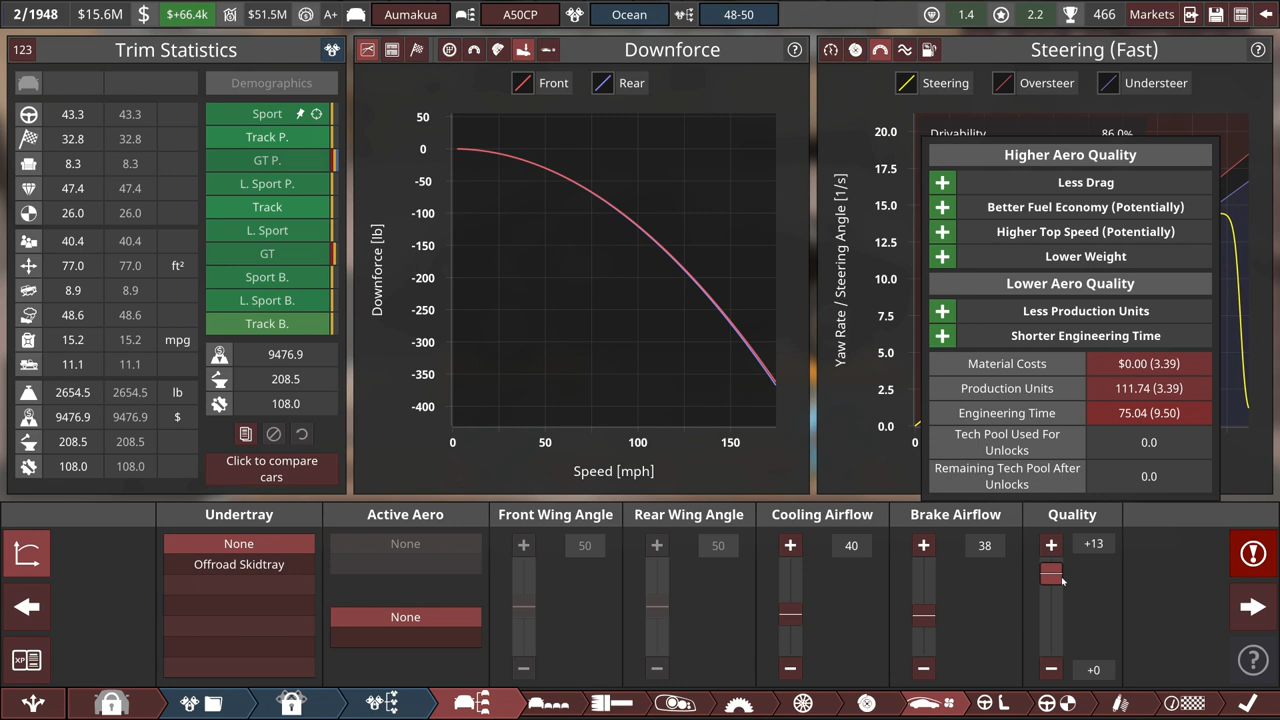 2/1948
$15.6M
$+66.4k
$51.5M
A+
Aumakua
A50CP
Ocean
48-50
1.4
2.2
466
Markets
123
Trim Statistics
Downforce
?
Steering (Fast)
?
Demographics
43.3 43.3
32.8 32.8
8.3 8.3
47.4 47.4
26.0 26.0
40.4 40.4
77.0 77.0 ft²
8.9 8.9
48.6 48.6
15.2 15.2 mpg
11.1 11.1
2654.5 2654.5 lb
9476.9 9476.9 $
208.5 208.5
108.0 108.0
Sport
Track P.
GT P.
L. Sport P.
Track
L. Sport
GT
Sport B.
L. Sport B.
Track B.
9476.9
208.5
108.0
Click to compare
cars
Front
Rear
50
0
-50
-100
-150
-200
-250
-300
-350
-400
Downforce [lb]
0 50 100 150
Speed [mph]
Steering
Oversteer
Understeer
Yaw Rate / Steering Angle [1/s]
20.0
17.5
15.0
12.5
10.0
7.5
5.0
2.5
0.0
0
Drivability 86.0%
Higher Aero Quality
+ Less Drag
+ Better Fuel Economy (Potentially)
+ Higher Top Speed (Potentially)
+ Lower Weight
Lower Aero Quality
+ Less Production Units
+ Shorter Engineering Time
Material Costs $0.00 (3.39)
Production Units 111.74 (3.39)
Engineering Time 75.04 (9.50)
Tech Pool Used For
Unlocks
0.0
Remaining Tech Pool After
Unlocks
0.0
Undertray
None
Offroad Skidtray
Active Aero
None
None
Front Wing Angle
+ 50
−
Rear Wing Angle
+ 50
−
Cooling Airflow
+ 40
−
Brake Airflow
+ 38
−
Quality
+ +13
− +0
XP
?